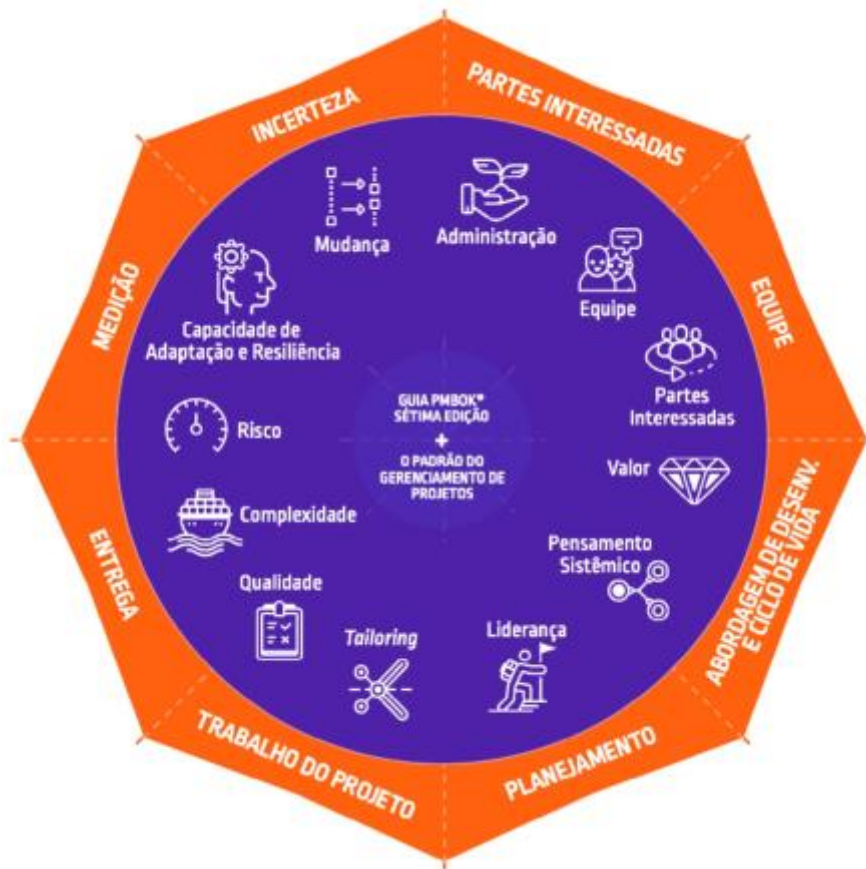 PARTES INTERESSADAS
EQUIPE
ABORDAGEM DE DESENV.
E CICLO DE VIDA
PLANEJAMENTO
TRABALHO DO PROJETO
ENTREGA
MEDIÇÃO
INCERTEZA
Administração
Equipe
Partes
Interessadas
Valor
Pensamento
Sistêmico
Liderança
Tailoring
Qualidade
Complexidade
Risco
Capacidade de
Adaptação e Resiliência
Mudança
GUIA PMBOK®
SÉTIMA EDIÇÃO
+
O PADRÃO DO
GERENCIAMENTO DE
PROJETOS